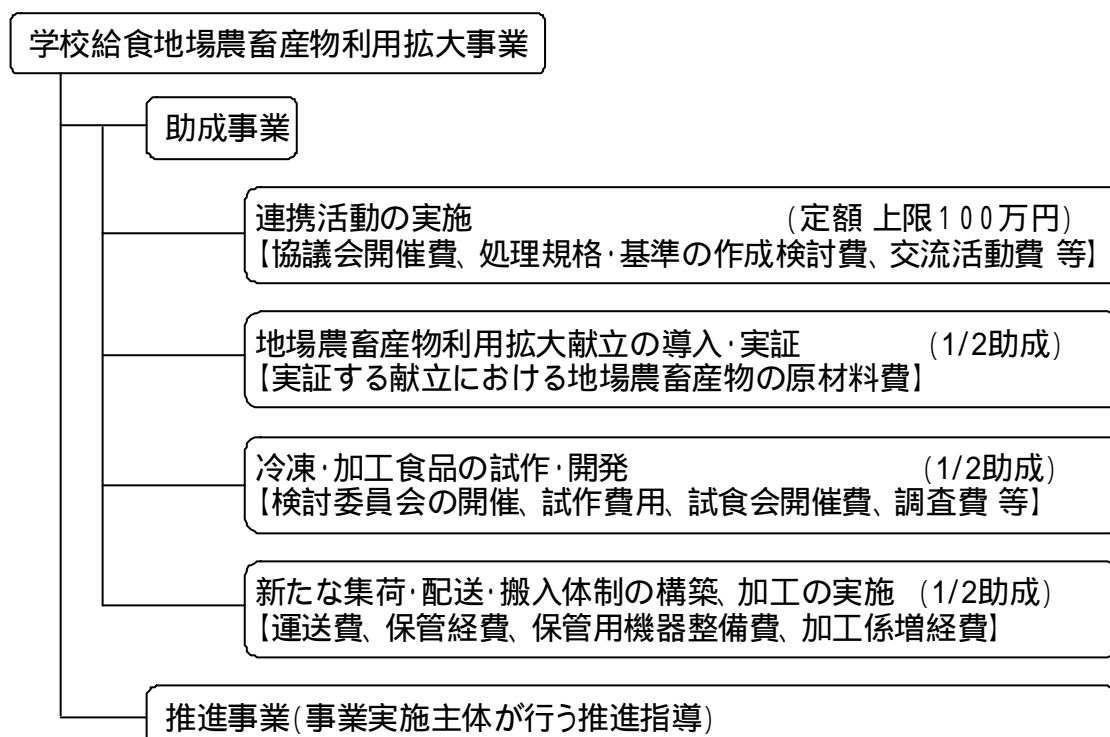 学校給食地場農畜産物利用拡大事業
助成事業
連携活動の実施 (定額 上限100万円)
【協議会開催費、処理規格・基準の作成検討費、交流活動費 等】
地場農畜産物利用拡大献立の導入・実証 (1/2助成)
【実証する献立における地場農畜産物の原材料費】
冷凍・加工食品の試作・開発 (1/2助成)
【検討委員会の開催、試作費用、試食会開催費、調査費 等】
新たな集荷・配送・搬入体制の構築、加工の実施 (1/2助成)
【運送費、保管経費、保管用機器整備費、加工係増経費】
推進事業(事業実施主体が行う推進指導)